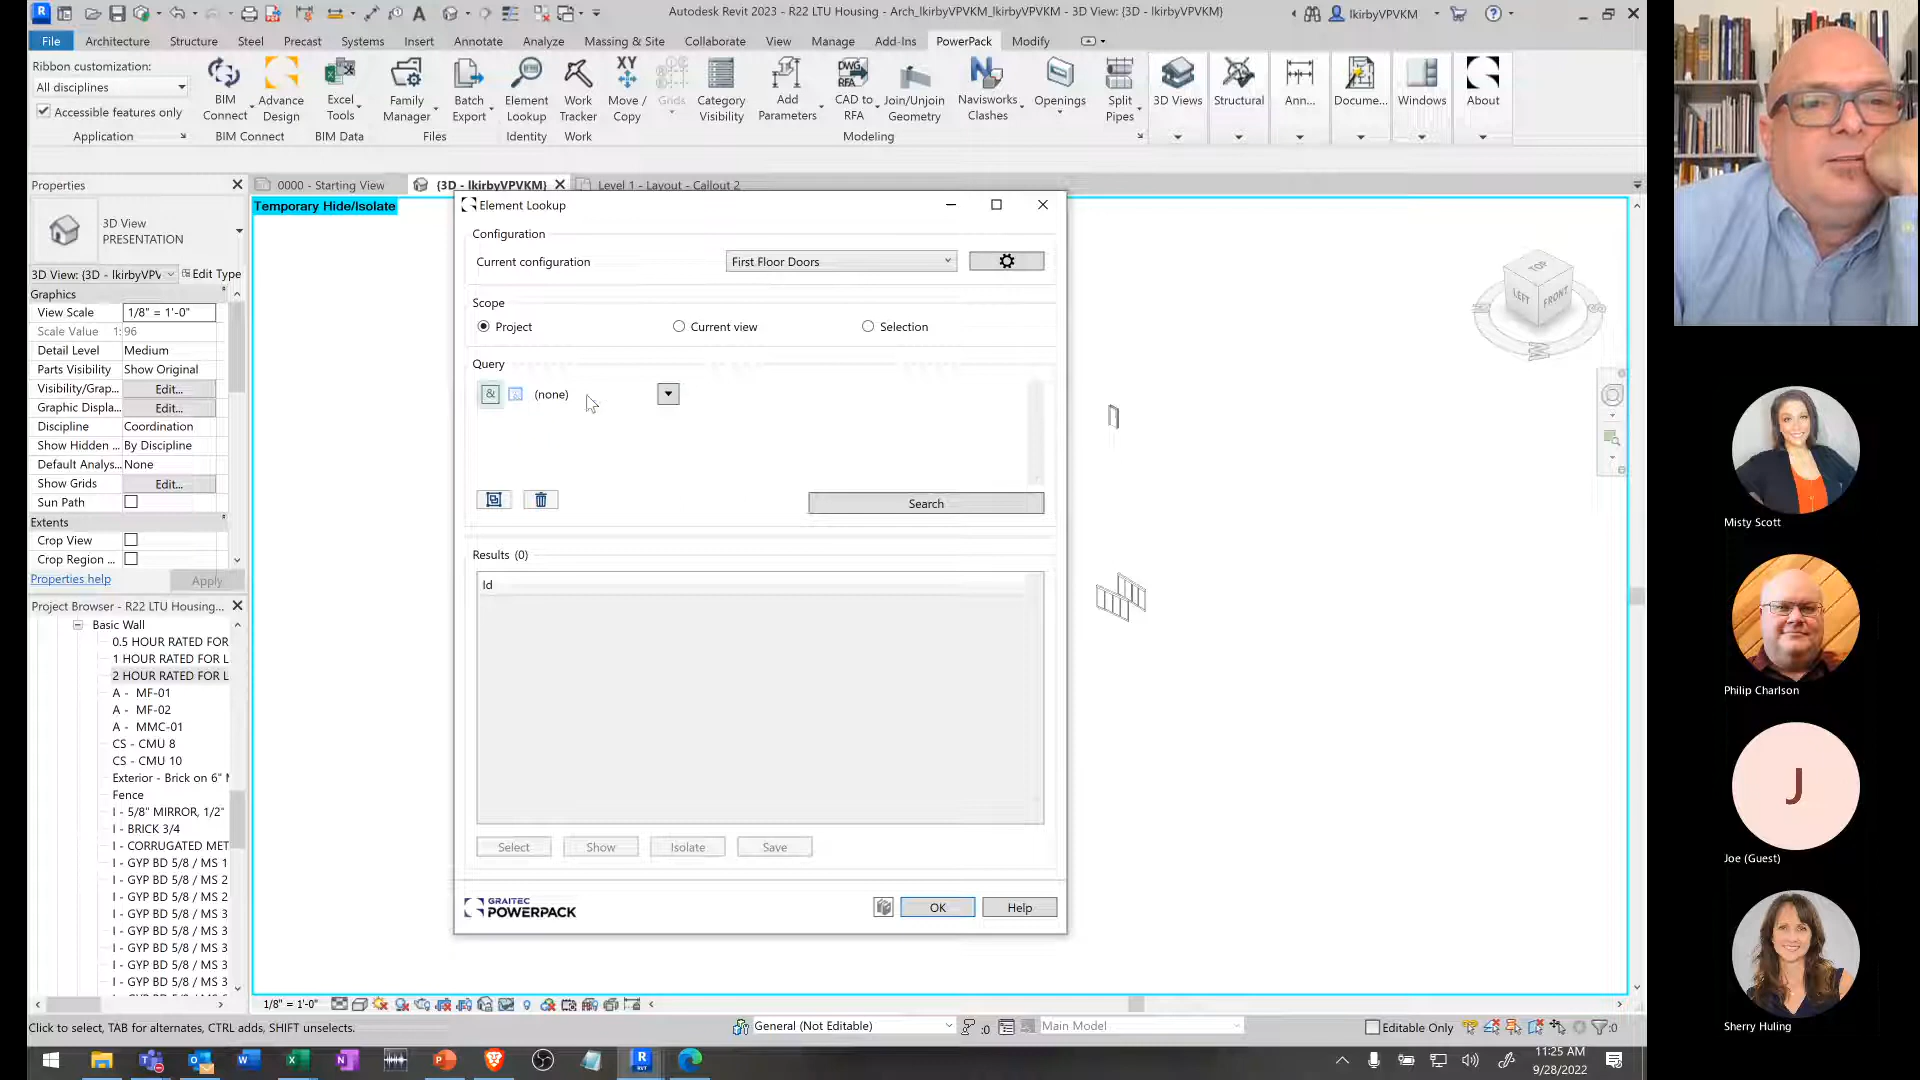 Autodesk Revit 2023 - R22 LTU Housing - Arch_lkirbyVPVKM_lkirbyVPVKM - 3D View: {3D - lkirbyVPVKM}
lkirbyVPVKM
File Architecture Structure Steel Precast Systems Insert Annotate Analyze Massing & Site Collaborate View Manage Add-Ins PowerPack Modify
Ribbon customization:
All disciplines
Accessible features only
Application
BIM Connect
Advance Design
BIM Connect
Excel Tools
BIM Data
Family Manager
Batch Export
Files
Element Lookup
Identity
Work Tracker
Work
Move / Copy
Grids
Category Visibility
Add Parameters
CAD to RFA
Join/Unjoin Geometry
Navisworks Clashes
Openings
Split Pipes
Modeling
3D Views
Structural
Ann...
Docume...
Windows
About
Properties
0000 - Starting View
{3D - lkirbyVPVKM}
Level 1 - Layout - Callout 2
Temporary Hide/Isolate
3D View
PRESENTATION
3D View: {3D - lkirbyVPV
Edit Type
Graphics
View Scale 1/8" = 1'-0"
Scale Value 1: 96
Detail Level Medium
Parts Visibility Show Original
Visibility/Grap... Edit...
Graphic Displa... Edit...
Discipline Coordination
Show Hidden ... By Discipline
Default Analys... None
Show Grids Edit...
Sun Path
Extents
Crop View
Crop Region ...
Properties help
Apply
Project Browser - R22 LTU Housing...
Basic Wall
0.5 HOUR RATED FOR
1 HOUR RATED FOR L
2 HOUR RATED FOR L
A - MF-01
A - MF-02
A - MMC-01
CS - CMU 8
CS - CMU 10
Exterior - Brick on 6"
Fence
I - 5/8" MIRROR, 1/2"
I - BRICK 3/4
I - CORRUGATED MET
I - GYP BD 5/8 / MS 1
I - GYP BD 5/8 / MS 2
I - GYP BD 5/8 / MS 2
I - GYP BD 5/8 / MS 3
I - GYP BD 5/8 / MS 3
I - GYP BD 5/8 / MS 3
I - GYP BD 5/8 / MS 3
I - GYP BD 5/8 / MS 3
Element Lookup
Configuration
Current configuration
First Floor Doors
Scope
Project
Current view
Selection
Query
& (none)
Search
Results (0)
Id
Select
Show
Isolate
Save
GRAITEC
POWERPACK
OK
Help
TOP
LEFT
FRONT
W
1/8" = 1'-0"
Click to select, TAB for alternates, CTRL adds, SHIFT unselects.
:0
General (Not Editable)
Main Model
Editable Only
:0
11:25 AM
9/28/2022
Misty Scott
Philip Charlson
J
Joe (Guest)
Sherry Huling